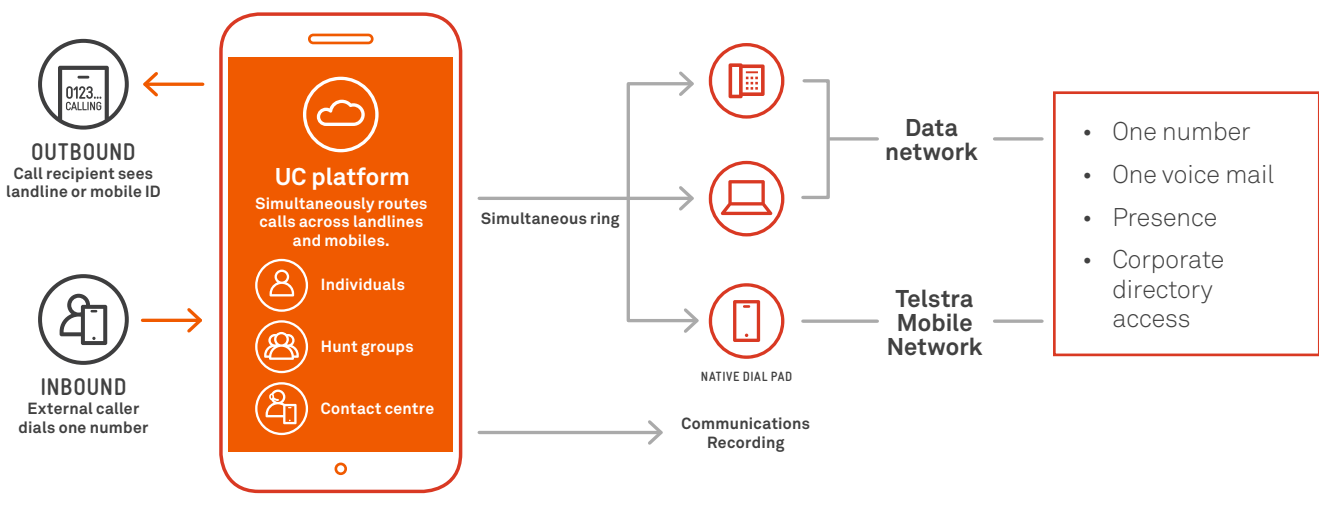 0123...
CALLING
OUTBOUND
Call recipient sees
landline or mobile ID
INBOUND
External caller
dials one number
UC platform
Simultaneously routes
calls across landlines
and mobiles.
Individuals
Hunt groups
Contact centre
Simultaneous ring
NATIVE DIAL PAD
Communications
Recording
Data
network
Telstra
Mobile
Network
• One number
• One voice mail
• Presence
• Corporate
directory
access